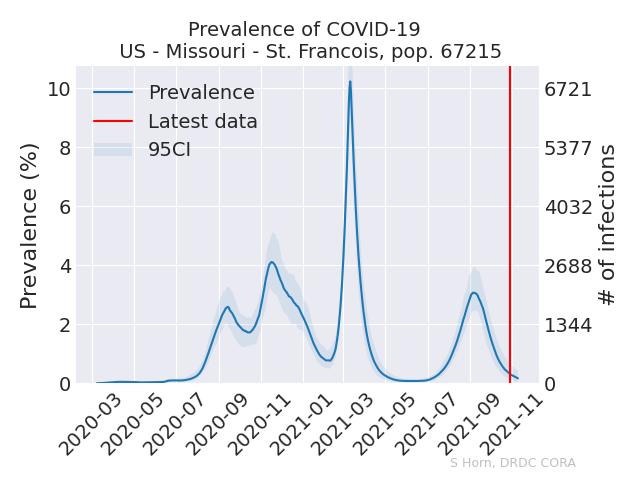 Prevalence of COVID-19
US - Missouri - St. Francois, pop. 67215
Prevalence
Latest data
95CI
Prevalence (%)
10
8
6
4
2
0
6721
5377
4032
2688
1344
0
# of infections
2020-03
2020-05
2020-07
2020-09
2020-11
2021-01
2021-03
2021-05
2021-07
2021-09
2021-11
S Horn, DRDC CORA